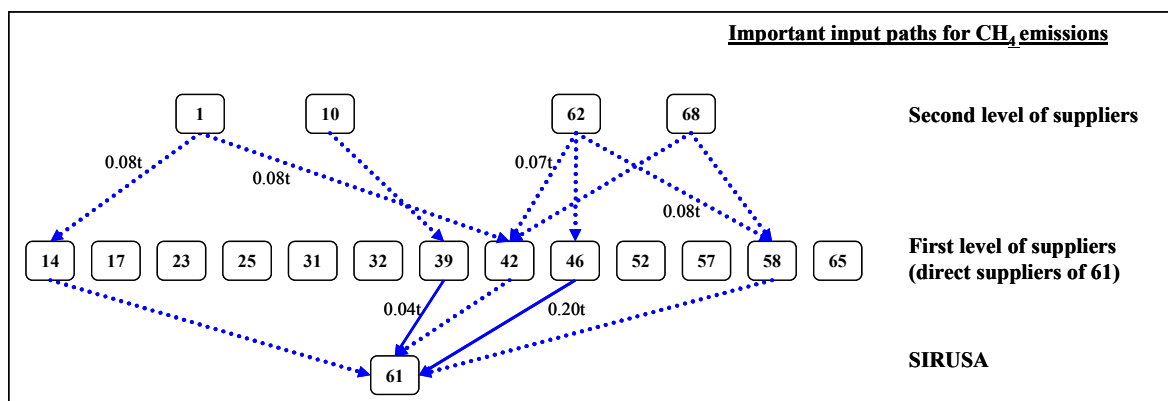 Important input paths for CH4 emissions
1 10 62 68 Second level of suppliers
0.08t 0.08t 0.07t 0.08t
14 17 23 25 31 32 39 42 46 52 57 58 65 First level of suppliers
(direct suppliers of 61)
0.04t 0.20t
61 SIRUSA